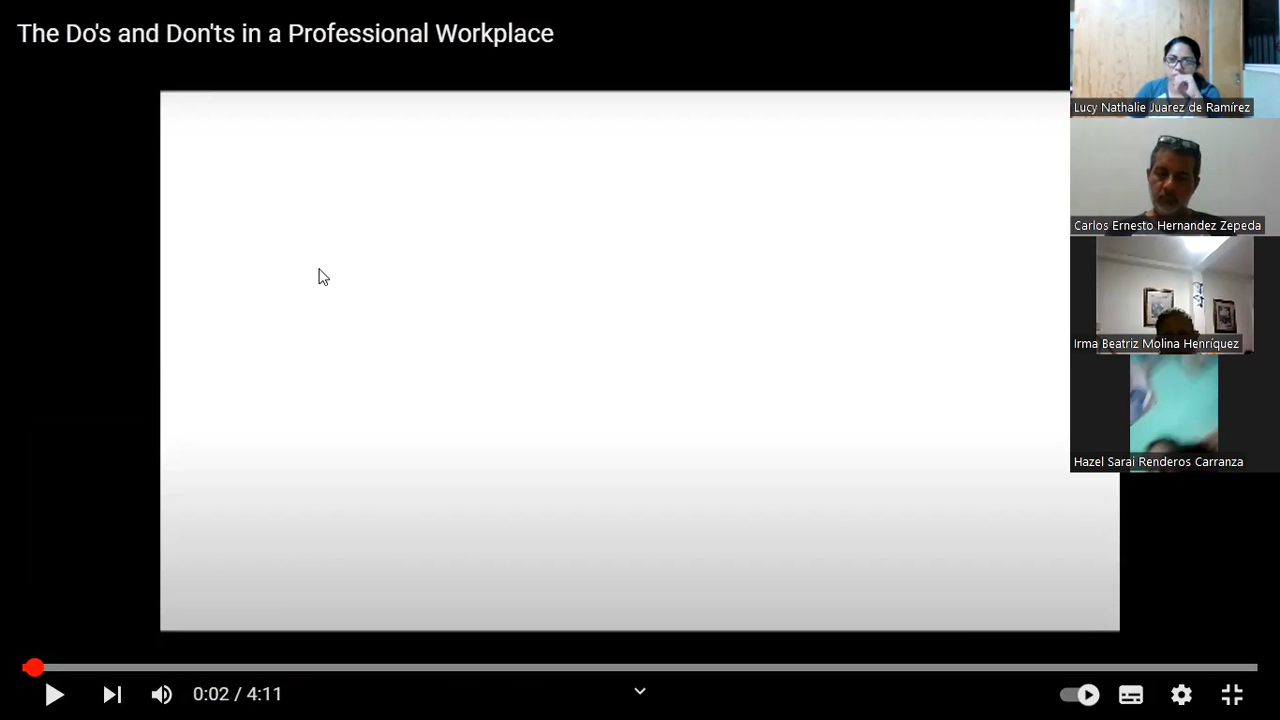 The Do's and Don'ts in a Professional Workplace
Lucy Nathalie Juarez de Ramírez
Carlos Ernesto Hernandez Zepeda
Irma Beatriz Molina Henríquez
Hazel Sarai Renderos Carranza
0:02 / 4:11